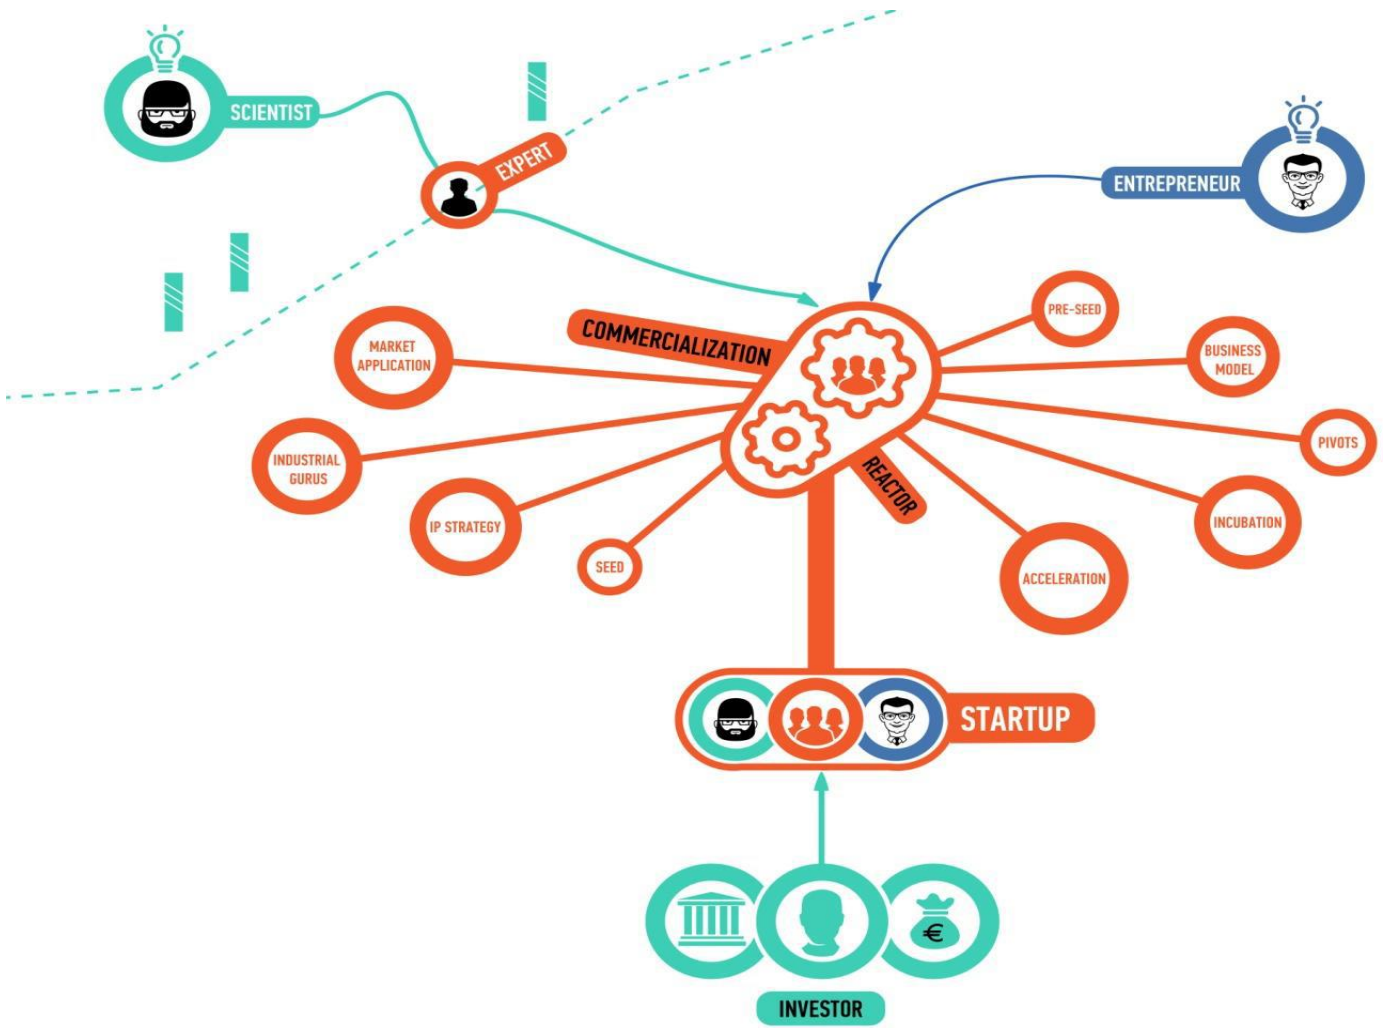 SCIENTIST
EXPERT
ENTREPRENEUR
COMMERCIALIZATION
REACTOR
MARKET
APPLICATION
INDUSTRIAL
GURUS
IP STRATEGY
SEED
PRE-SEED
BUSINESS
MODEL
PIVOTS
INCUBATION
ACCELERATION
STARTUP
€
INVESTOR